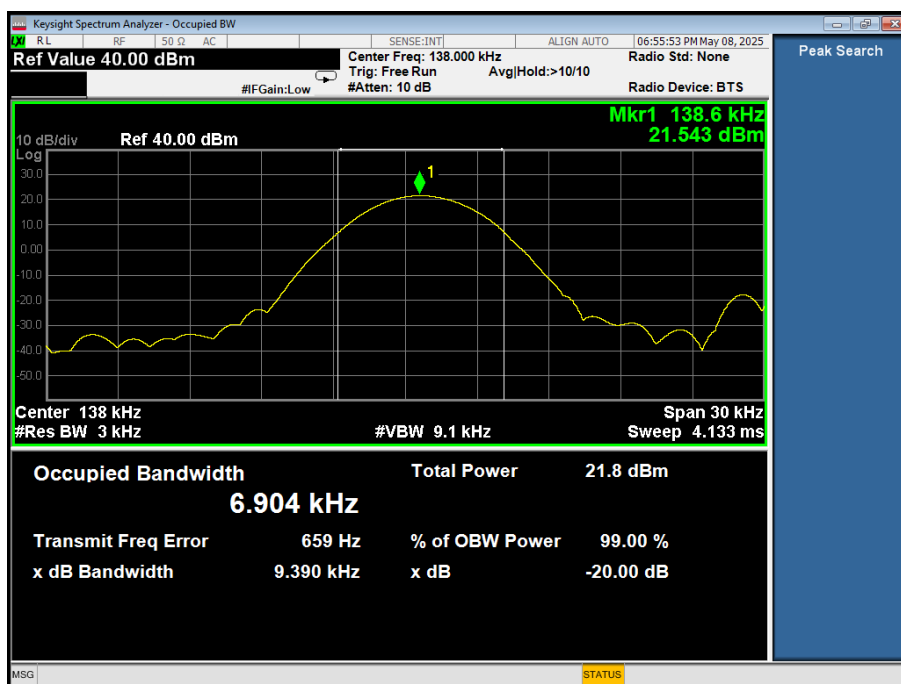 Keysight Spectrum Analyzer - Occupied BW
LXI RL RF 50 Ω AC SENSE:INT ALIGN AUTO 06:55:53 PM May 08, 2025
Ref Value 40.00 dBm Center Freq: 138.000 kHz Radio Std: None Peak Search
Trig: Free Run Avg|Hold:>10/10
#IFGain:Low #Atten: 10 dB Radio Device: BTS
Mkr1 138.6 kHz
10 dB/div Ref 40.00 dBm 21.543 dBm
Log
30.0
1
20.0
10.0
0.00
-10.0
-20.0
-30.0
-40.0
-50.0
Center 138 kHz Span 30 kHz
#Res BW 3 kHz #VBW 9.1 kHz Sweep 4.133 ms
Occupied Bandwidth Total Power 21.8 dBm
6.904 kHz
Transmit Freq Error 659 Hz % of OBW Power 99.00 %
x dB Bandwidth 9.390 kHz x dB -20.00 dB
MSG STATUS